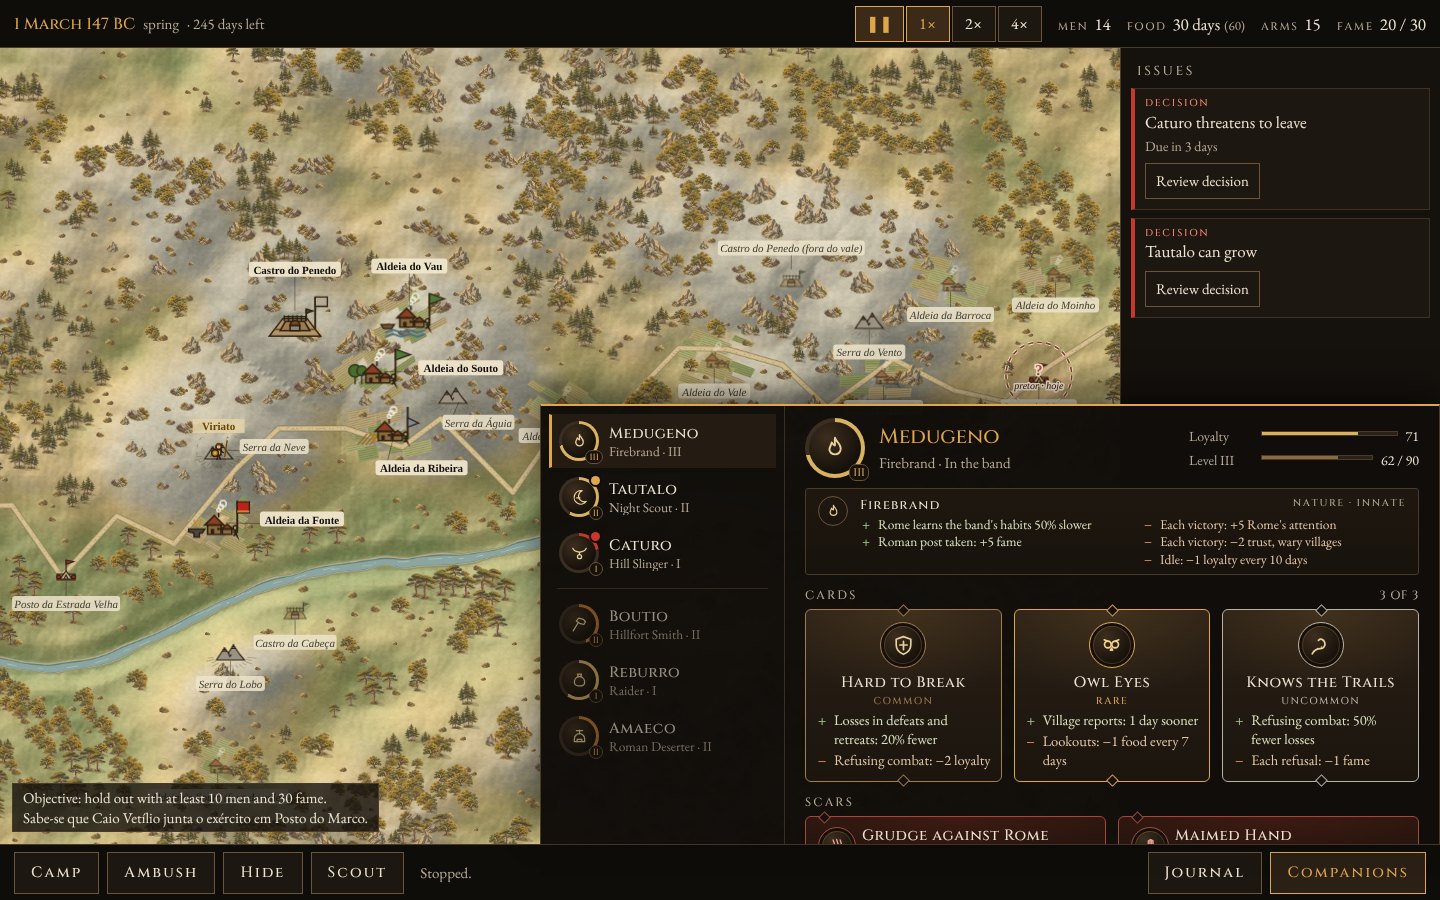 1 March 147 BC spring · 245 days left
❚❚ 1× 2× 4×
MEN 14 FOOD 30 days (60) ARMS 15 FAME 20 / 30
ISSUES
DECISION
Caturo threatens to leave
Due in 3 days
Review decision
DECISION
Tautalo can grow
Review decision
Castro do Penedo (fora do vale)
Castro do Penedo
Aldeia do Vau
Aldeia do Moinho
Aldeia da Barroca
Serra do Vento
Aldeia do Souto
?
pretor · hoje
Aldeia do Vale
Serra da Águia
Viriato
Serra da Neve
Aldeia da Ribeira
Aldeia da Fonte
Posto da Estrada Velha
Castro da Cabeça
Serra do Lobo
Objective: hold out with at least 10 men and 30 fame.
Sabe-se que Caio Vetílio junta o exército em Posto do Marco.
III
Medugeno
Firebrand · III
II
Tautalo
Night Scout · II
I
Caturo
Hill Slinger · I
II
Boutio
Hillfort Smith · II
I
Reburro
Raider · I
II
Amaeco
Roman Deserter · II
III
Medugeno
Firebrand · In the band
Loyalty 71
Level III 62 / 90
Firebrand
NATURE · INNATE
+ Rome learns the band's habits 50% slower
+ Roman post taken: +5 fame
− Each victory: +5 Rome's attention
− Each victory: −2 trust, wary villages
− Idle: −1 loyalty every 10 days
CARDS 3 OF 3
Hard to Break
COMMON
+ Losses in defeats and
retreats: 20% fewer
− Refusing combat: −2 loyalty
Owl Eyes
RARE
+ Village reports: 1 day sooner
− Lookouts: −1 food every 7
days
Knows the Trails
UNCOMMON
+ Refusing combat: 50%
fewer losses
− Each refusal: −1 fame
SCARS
Grudge against Rome
Maimed Hand
Camp Ambush Hide Scout Stopped.
Journal Companions